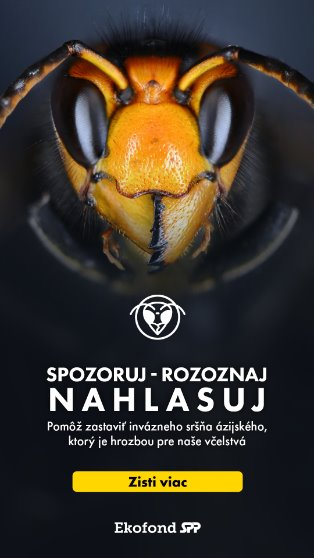 SPOZORUJ - ROZOZNAJ
NAHLASUJ
Pomôž zastaviť invázneho sršňa ázijského,
ktorý je hrozbou pre naše včelstvá
Zisti viac
Ekofond SPP